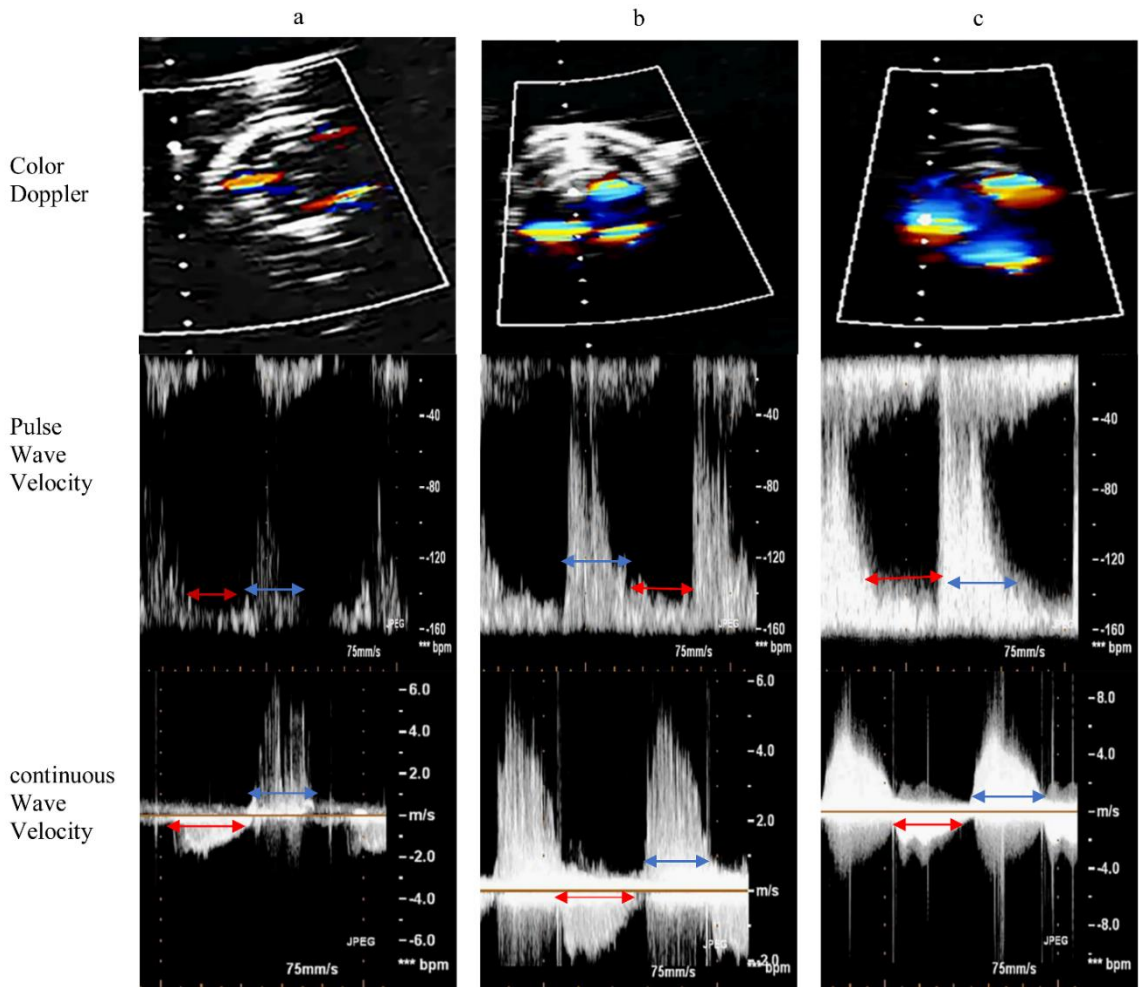 a
b
c
Color
Doppler
Pulse
Wave
Velocity
-40
-80
-120
JPEG
-160
75mm/s
*** bpm
-40
-80
-120
JPEG
-160
75mm/s
*** bpm
-40
-80
-120
JPEG
-160
75mm/s
*** bpm
continuous
Wave
Velocity
-6.0
-4.0
-2.0
-m/s
-2.0
-4.0
JPEG
-6.0
75mm/s
*** bpm
6.0
4.0
2.0
m/s
JPEG
-2.0
75mm/s
*** bpm
-8.0
-4.0
-m/s
-4.0
-8.0
JPEG
75mm/s
*** bpm